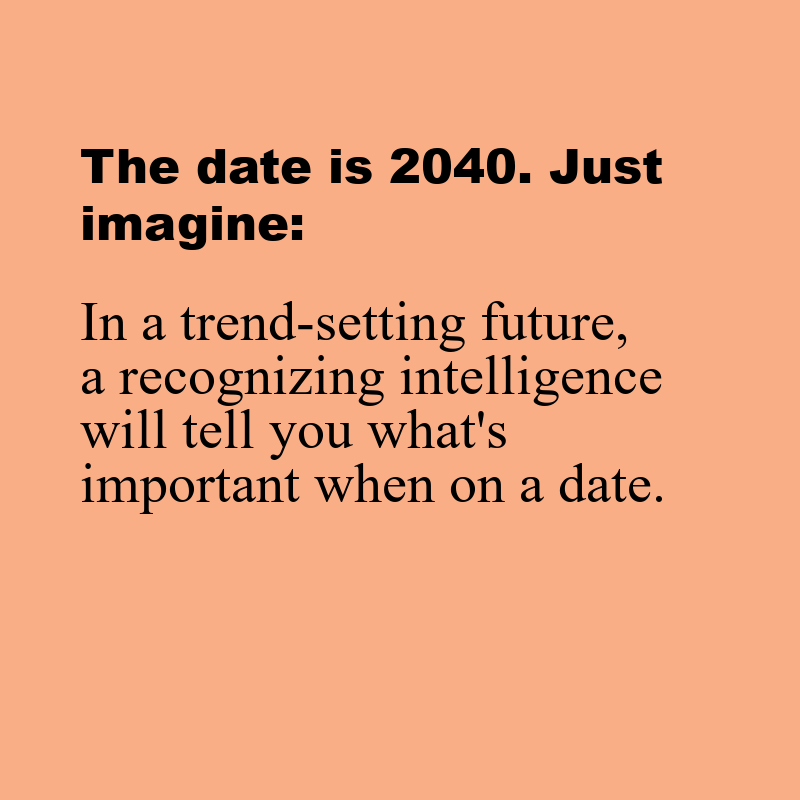 The date is 2040. Just
imagine:
In a trend-setting future,
a recognizing intelligence
will tell you what's
important when on a date.